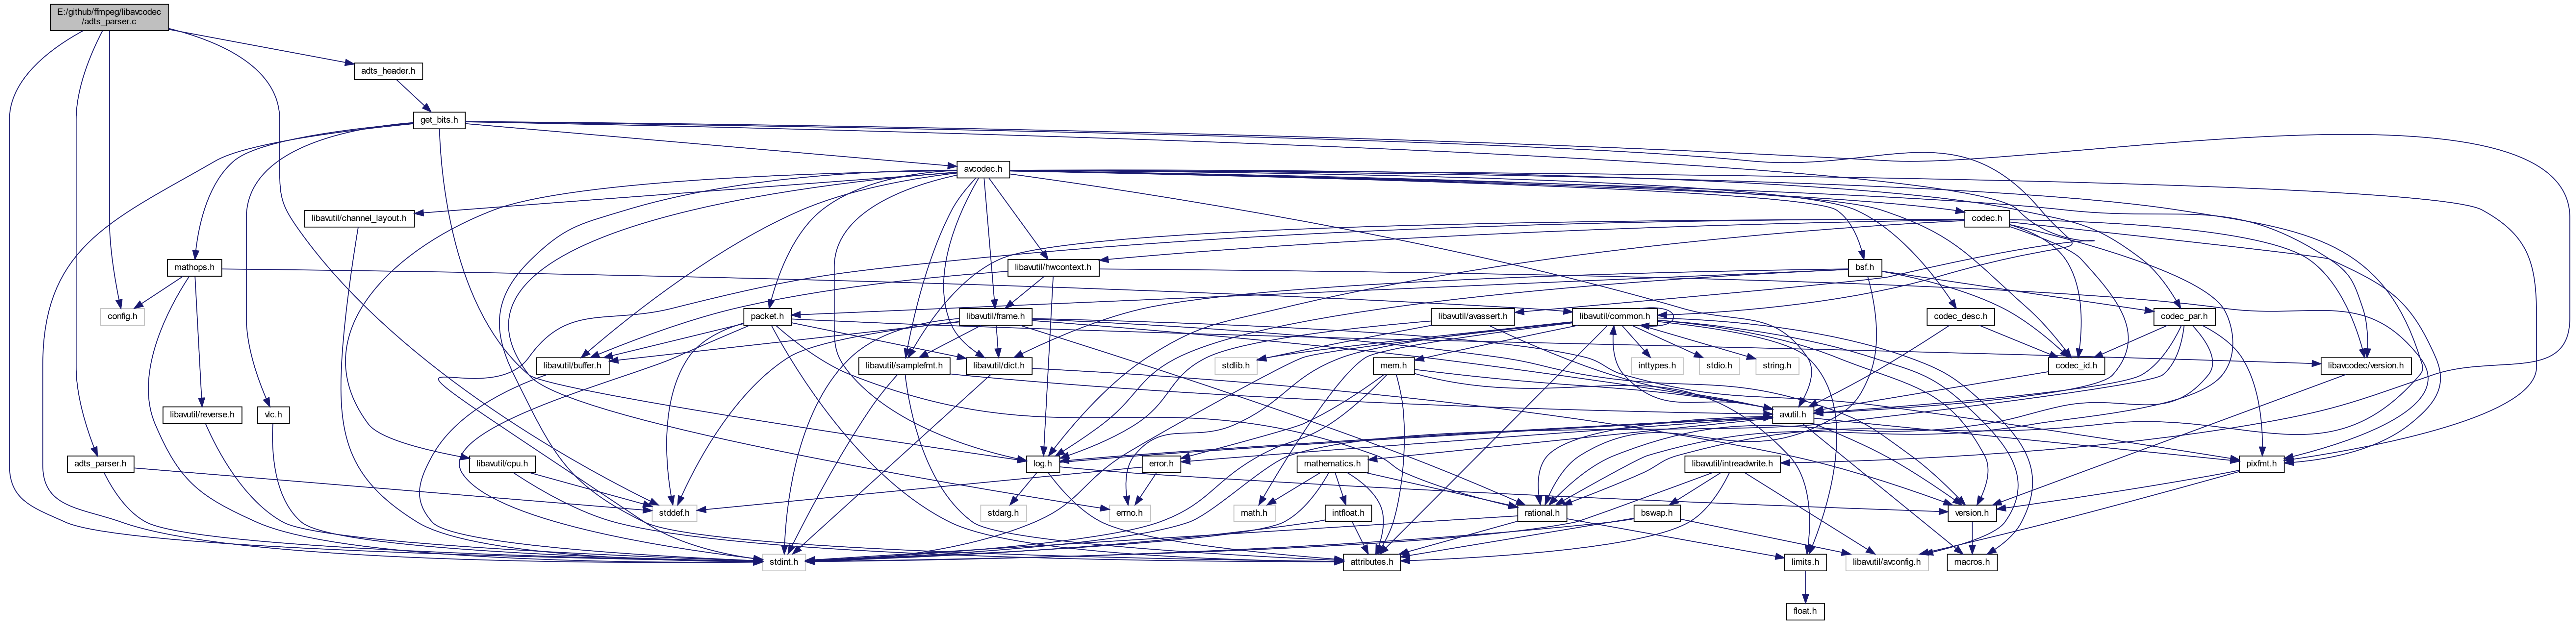 E:/github/ffmpeg/libavcodec
/adts_parser.c
adts_header.h
get_bits.h
avcodec.h
libavutil/channel_layout.h
codec.h
mathops.h
libavutil/hwcontext.h
bsf.h
config.h
packet.h
libavutil/frame.h
libavutil/avassert.h
libavutil/common.h
codec_desc.h
codec_par.h
libavutil/buffer.h
libavutil/samplefmt.h
libavutil/dict.h
stdlib.h
mem.h
inttypes.h
stdio.h
string.h
codec_id.h
libavcodec/version.h
libavutil/reverse.h
vlc.h
avutil.h
adts_parser.h
libavutil/cpu.h
log.h
error.h
mathematics.h
libavutil/intreadwrite.h
pixfmt.h
stddef.h
stdarg.h
errno.h
math.h
intfloat.h
rational.h
bswap.h
version.h
stdint.h
attributes.h
limits.h
libavutil/avconfig.h
macros.h
float.h